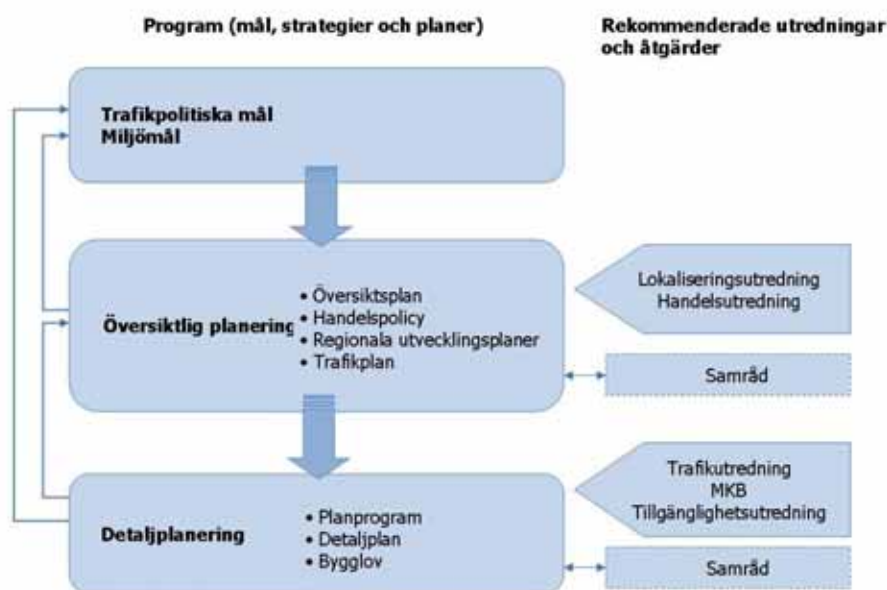 Program (mål, strategier och planer)
Rekommenderade utredningar
och åtgärder
Trafikpolitiska mål
Miljömål
Översiktlig planering
• Översiktsplan
• Handelspolicy
• Regionala utvecklingsplaner
• Trafikplan
Lokaliseringsutredning
Handelsutredning
Samråd
Detaljplanering
• Planprogram
• Detaljplan
• Bygglov
Trafikutredning
MKB
Tillgänglighetsutredning
Samråd